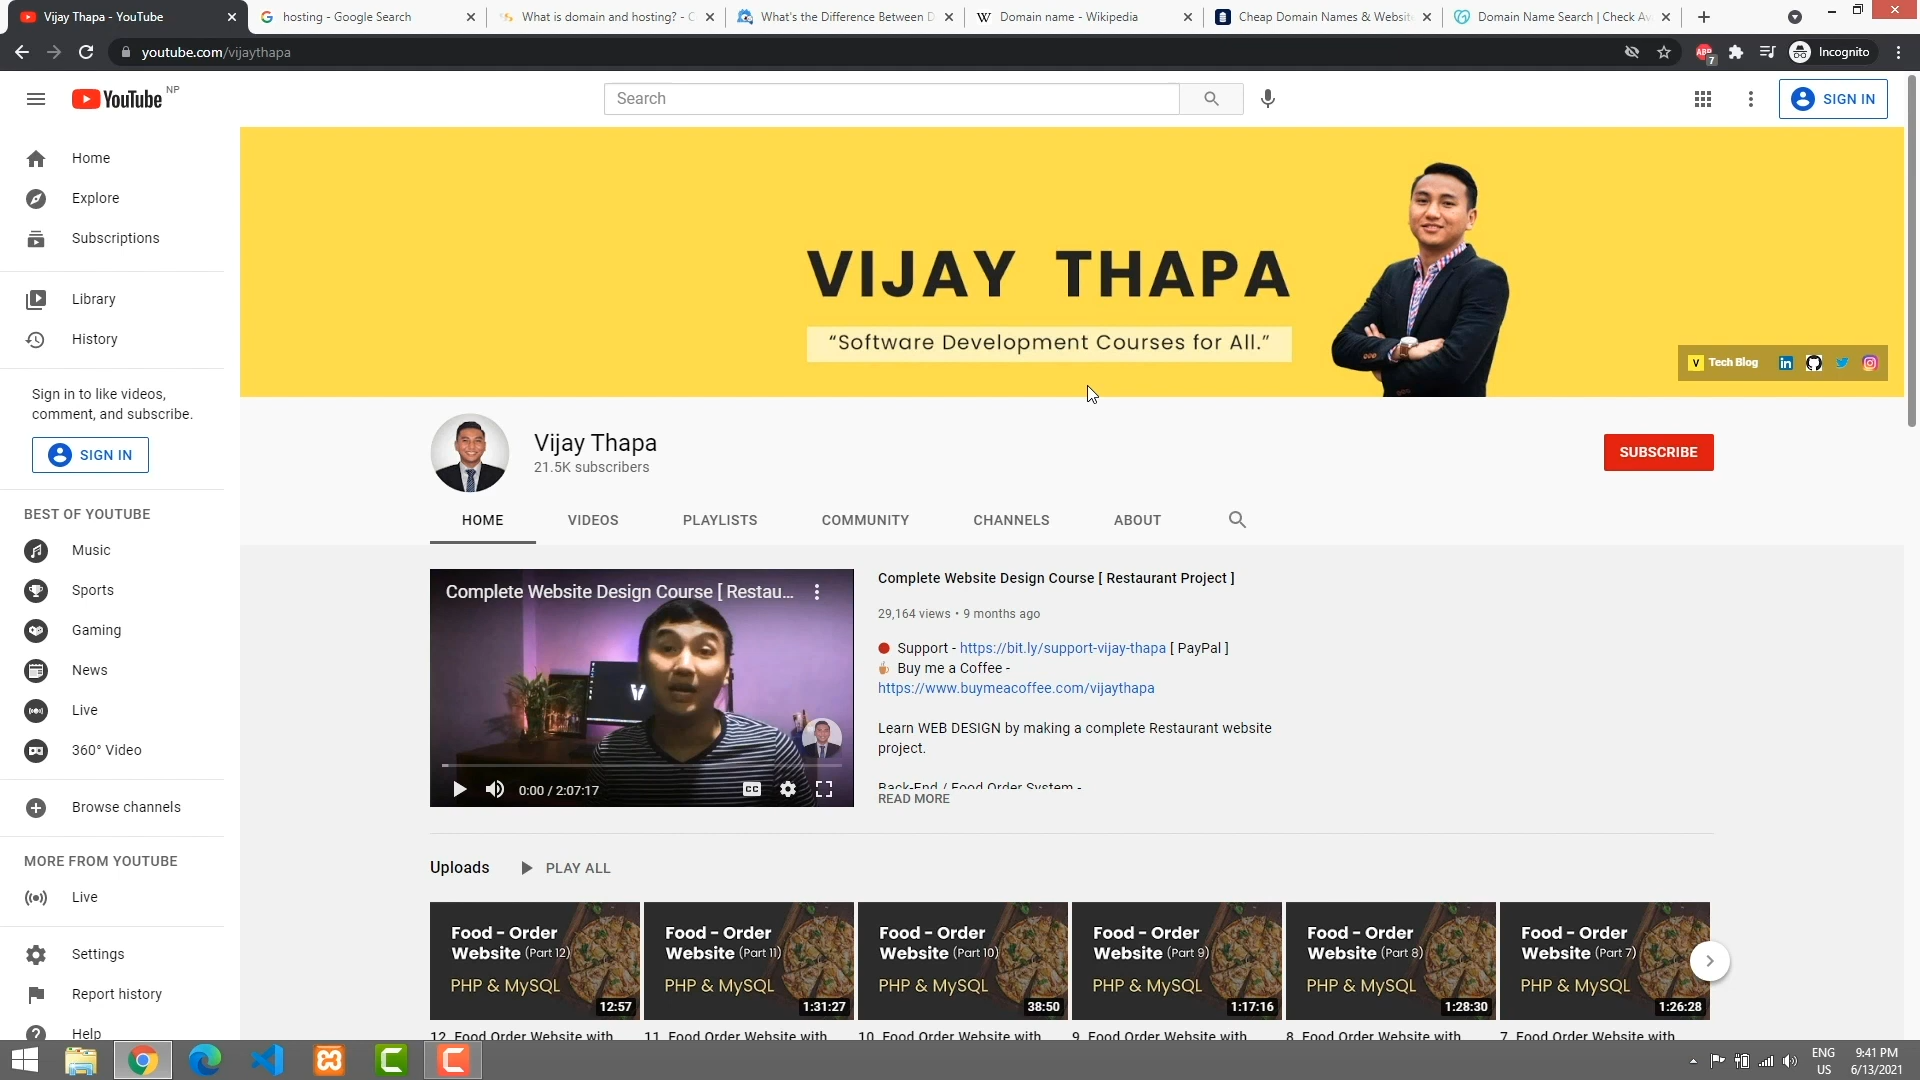 Vijay Thapa - YouTube
hosting - Google Search
What is domain and hosting? - C
What's the Difference Between D
Domain name - Wikipedia
Cheap Domain Names & Website
Domain Name Search | Check Av
youtube.com/vijaythapa
ABP
7
Incognito
YouTube NP
Search
SIGN IN
Home
Explore
Subscriptions
Library
History
Sign in to like videos,
comment, and subscribe.
SIGN IN
BEST OF YOUTUBE
Music
Sports
Gaming
News
Live
360° Video
Browse channels
MORE FROM YOUTUBE
Live
Settings
Report history
Help
VIJAY THAPA
“Software Development Courses for All.”
V Tech Blog
Vijay Thapa
21.5K subscribers
SUBSCRIBE
HOME
VIDEOS
PLAYLISTS
COMMUNITY
CHANNELS
ABOUT
Complete Website Design Course [ Restau...
0:00 / 2:07:17
CC
Complete Website Design Course [ Restaurant Project ]
29,164 views • 9 months ago
Support - https://bit.ly/support-vijay-thapa [ PayPal ]
Buy me a Coffee -
https://www.buymeacoffee.com/vijaythapa
Learn WEB DESIGN by making a complete Restaurant website
project.
Back-End / Food Order System -
READ MORE
Uploads
PLAY ALL
Food - Order
Website (Part 12)
PHP & MySQL
12:57
12. Food Order Website with
Food - Order
Website (Part 11)
PHP & MySQL
1:31:27
11. Food Order Website with
Food - Order
Website (Part 10)
PHP & MySQL
38:50
10. Food Order Website with
Food - Order
Website (Part 9)
PHP & MySQL
1:17:16
9. Food Order Website with
Food - Order
Website (Part 8)
PHP & MySQL
1:28:30
8. Food Order Website with
Food - Order
Website (Part 7)
PHP & MySQL
1:26:28
7. Food Order Website with
ENG
US
9:41 PM
6/13/2021